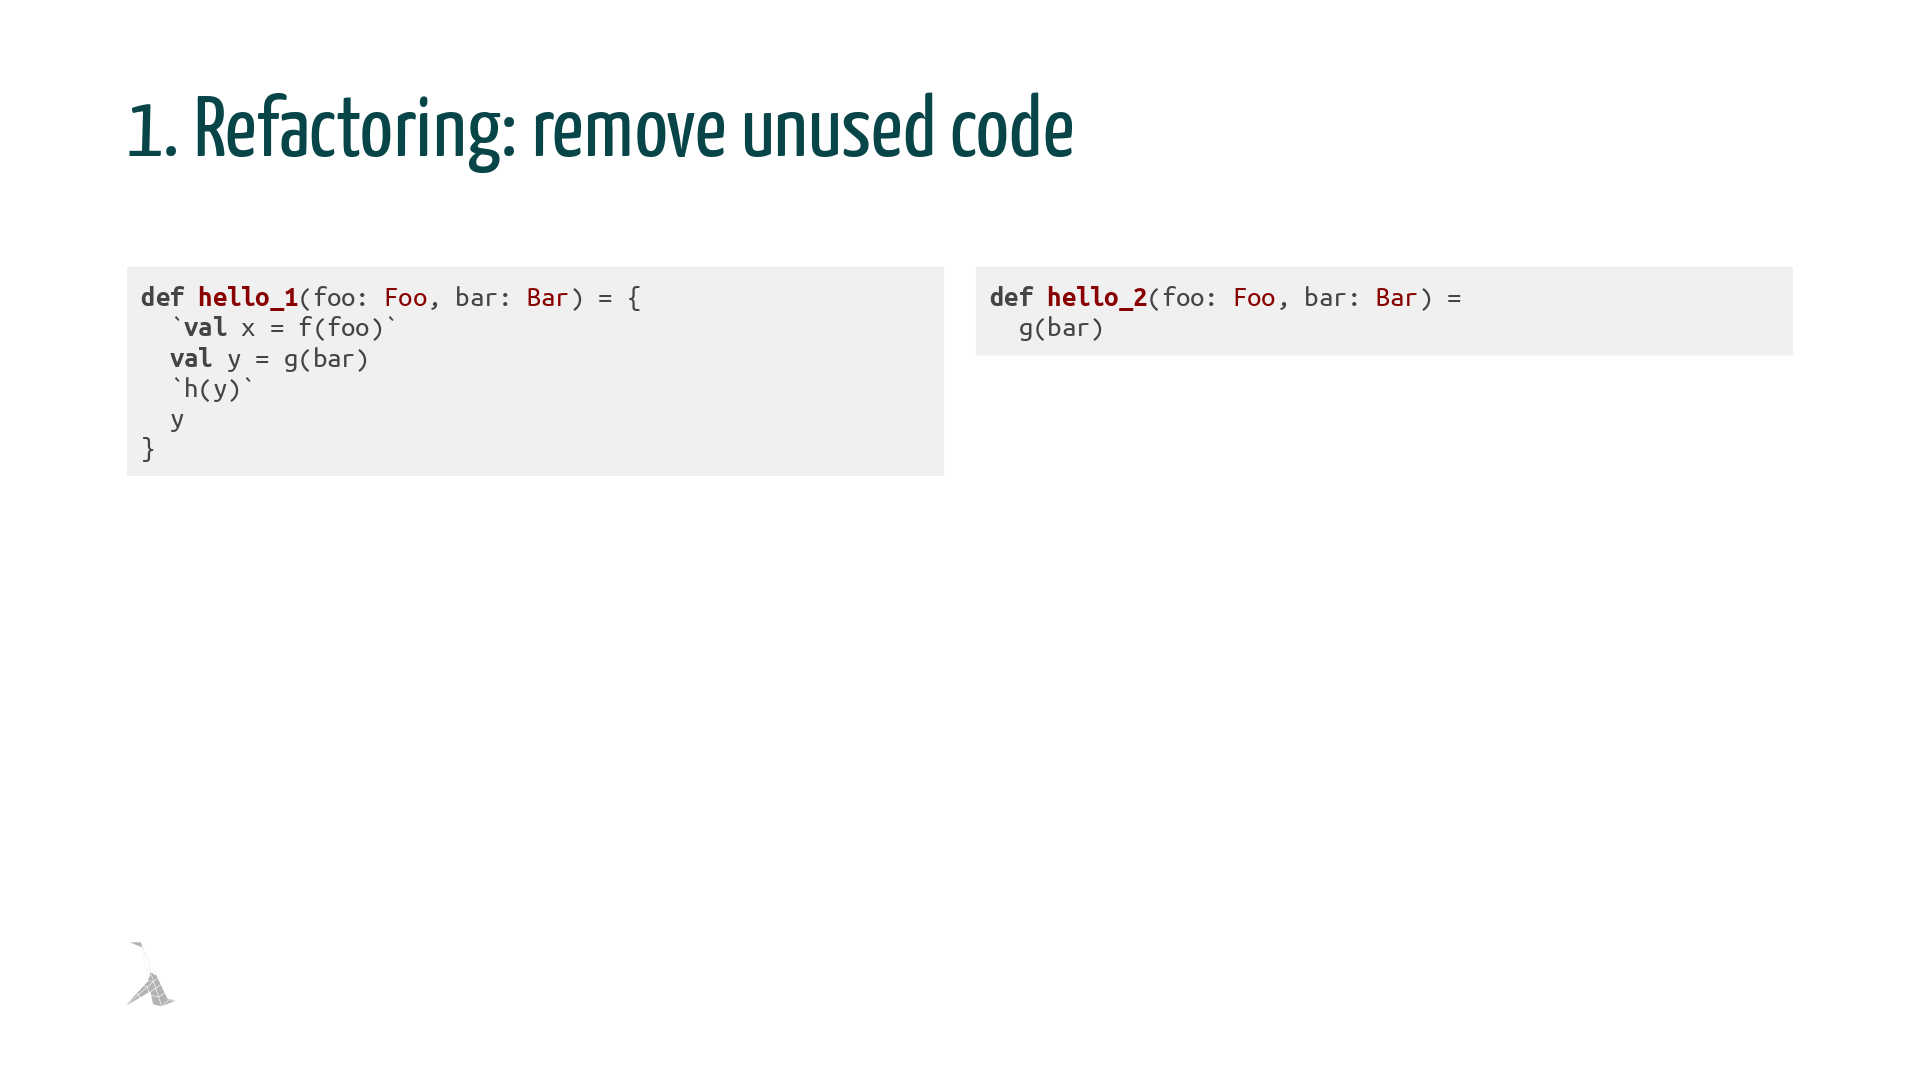 1. Refactoring: remove unused code
def hello_1(foo: Foo, bar: Bar) = {
  `val x = f(foo)`
  val y = g(bar)
  `h(y)`
  y
}
def hello_2(foo: Foo, bar: Bar) =
  g(bar)